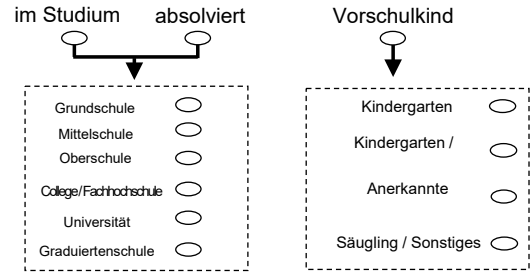 im Studium absolviert
Grundschule
Mittelschule
Oberschule
College/Fachhochschule
Universität
Graduiertenschule
Vorschulkind
Kindergarten
Kindergarten /
Anerkannte
Säugling / Sonstiges